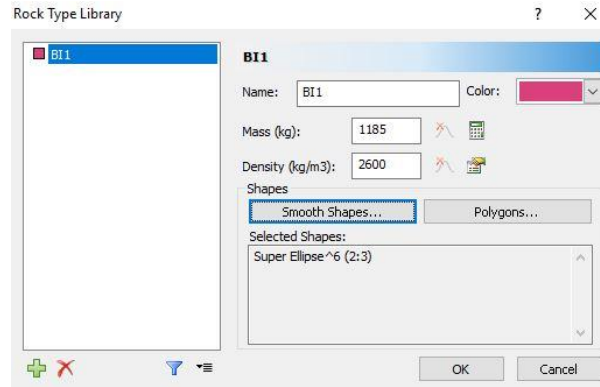 Rock Type Library
? X
BI1
BI1
Name: BI1 Color:
Mass (kg): 1185
Density (kg/m3): 2600
Shapes
Smooth Shapes... Polygons...
Selected Shapes:
Super Ellipse^6 (2:3)
OK Cancel